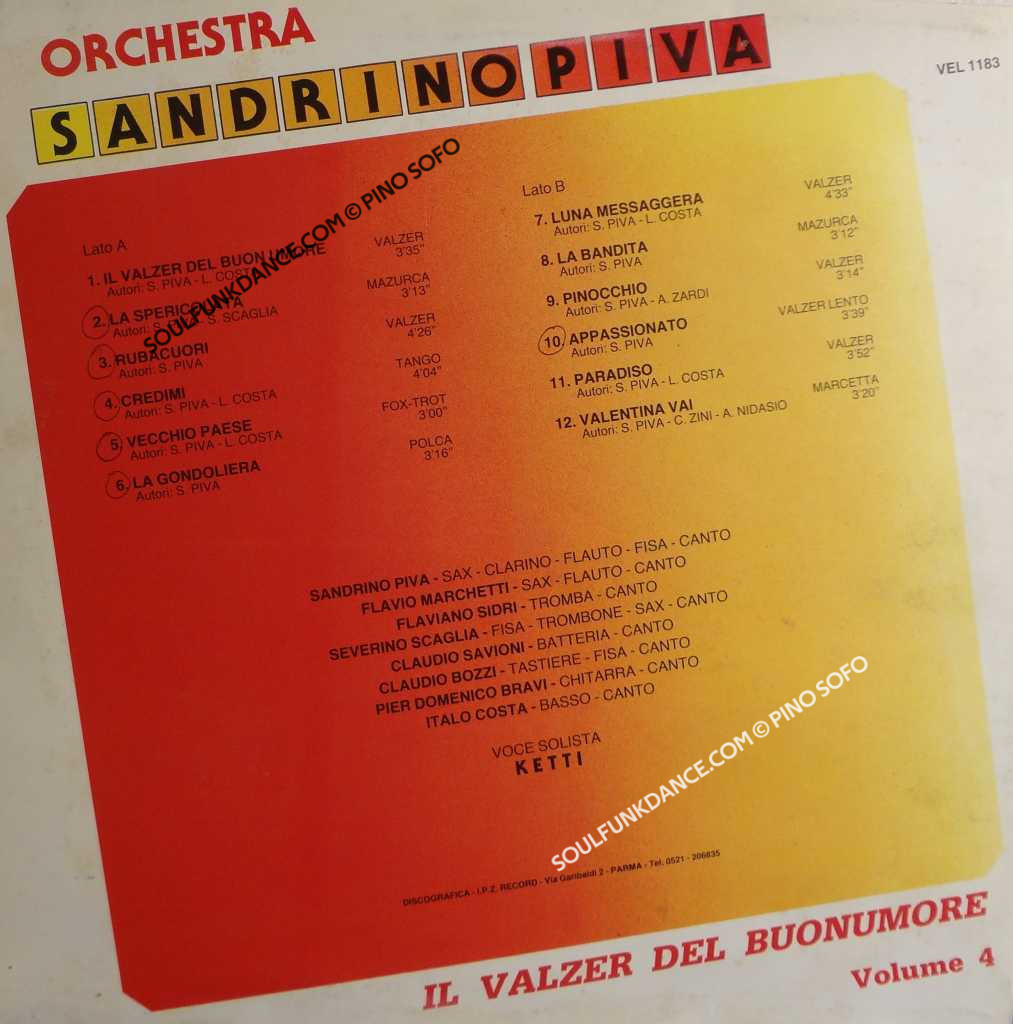 ORCHESTRA
SANDRINO PIVA
VEL 1183
Lato A
1. IL VALZER DEL BUON UMORE VALZER 3'35"
Autori: S. PIVA - L. COSTA
2. LA SPERICOLATA MAZURCA 3'13"
Autori: S. SCAGLIA
3. RUBACUORI VALZER 4'26"
Autori: S. PIVA
4. CREDIMI TANGO 4'04"
Autori: S. PIVA - L. COSTA
5. VECCHIO PAESE FOX-TROT 3'00"
Autori: S. PIVA - L. COSTA
6. LA GONDOLIERA POLCA 3'16"
Autori: S. PIVA
Lato B
7. LUNA MESSAGGERA VALZER 4'33"
Autori: S. PIVA - L. COSTA
8. LA BANDITA MAZURCA 3'12"
Autori: S. PIVA
9. PINOCCHIO VALZER 3'14"
Autori: S. PIVA - A. ZARDI
10. APPASSIONATO VALZER LENTO 3'39"
Autori: S. PIVA
11. PARADISO VALZER 3'52"
Autori: S. PIVA - L. COSTA
12. VALENTINA VAI MARCETTA 3'20"
Autori: S. PIVA - C. ZINI - A. NIDASIO
SANDRINO PIVA - SAX - CLARINO - FLAUTO - FISA - CANTO
FLAVIO MARCHETTI - SAX - FLAUTO - CANTO
FLAVIANO SIDRI - TROMBA - CANTO
SEVERINO SCAGLIA - FISA - TROMBONE - SAX - CANTO
CLAUDIO SAVIONI - BATTERIA - CANTO
CLAUDIO BOZZI - TASTIERE - FISA - CANTO
PIER DOMENICO BRAVI - CHITARRA - CANTO
ITALO COSTA - BASSO - CANTO
VOCE SOLISTA
KETTI
DISCOGRAFICA - I.P.Z. RECORD - Via Garibaldi 2 - PARMA - Tel. 0521 - 206835
IL VALZER DEL BUONUMORE
Volume 4
SOULFUNKDANCE.COM © PINO SOFO
SOULFUNKDANCE.COM © PINO SOFO